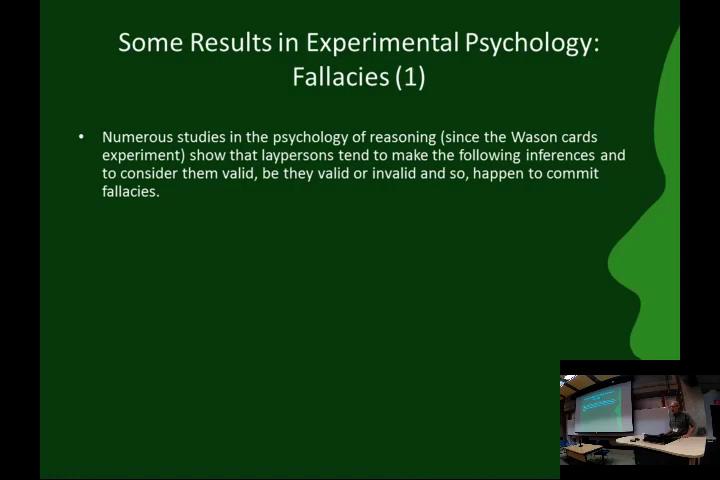 Some Results in Experimental Psychology:
Fallacies (1)
• Numerous studies in the psychology of reasoning (since the Wason cards
experiment) show that laypersons tend to make the following inferences and
to consider them valid, be they valid or invalid and so, happen to commit
fallacies.